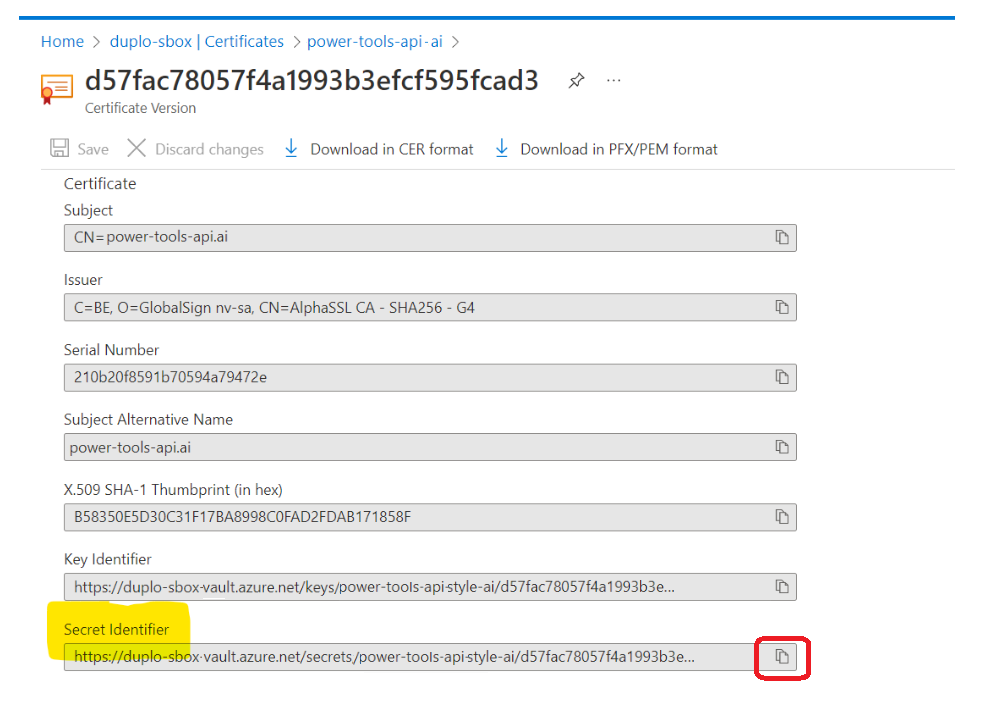 Home > duplo-sbox | Certificates > power-tools-api-ai >
d57fac78057f4a1993b3efcf595fcad3 ...
Certificate Version
Save Discard changes Download in CER format Download in PFX/PEM format
Certificate
Subject
CN=power-tools-api.ai
Issuer
C=BE, O=GlobalSign nv-sa, CN=AlphaSSL CA - SHA256 - G4
Serial Number
210b20f8591b70594a79472e
Subject Alternative Name
power-tools-api.ai
X.509 SHA-1 Thumbprint (in hex)
B58350E5D30C31F17BA8998C0FAD2FDAB171858F
Key Identifier
https://duplo-sbox-vault.azure.net/keys/power-tools-api-style-ai/d57fac78057f4a1993b3e...
Secret Identifier
https://duplo-sbox-vault.azure.net/secrets/power-tools-api-style-ai/d57fac78057f4a1993b3e...